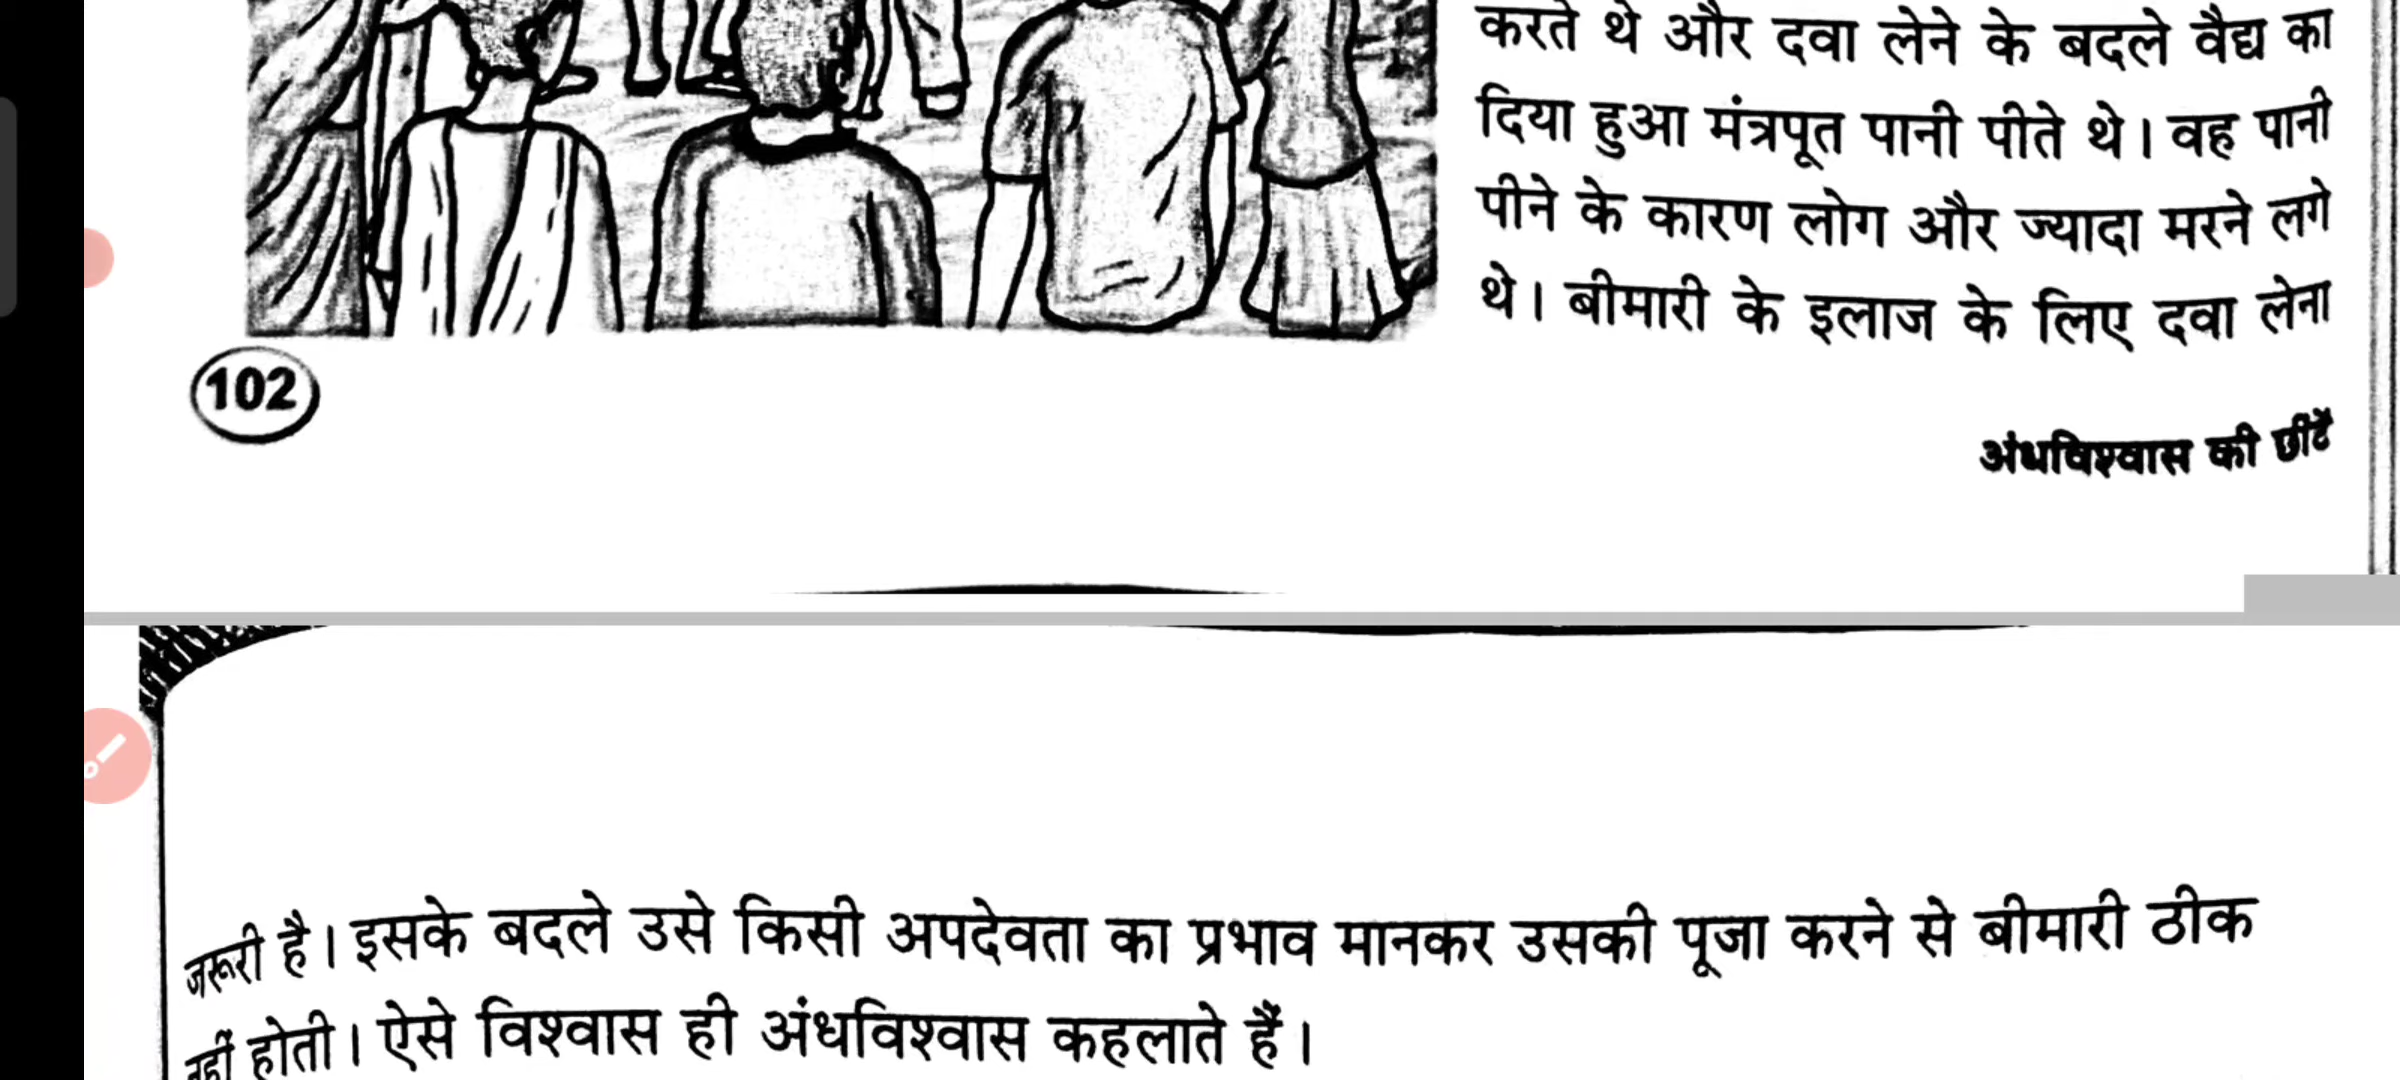 करते थे और दवा लेने के बदले वैद्य का
दिया हुआ मंत्रपूत पानी पीते थे। वह पानी
पीने के कारण लोग और ज्यादा मरने लगे
थे। बीमारी के इलाज के लिए दवा लेना
102
अंधविश्वास की छींटें
जरूरी है। इसके बदले उसे किसी अपदेवता का प्रभाव मानकर उसकी पूजा करने से बीमारी ठीक
नहीं होती। ऐसे विश्वास ही अंधविश्वास कहलाते हैं।